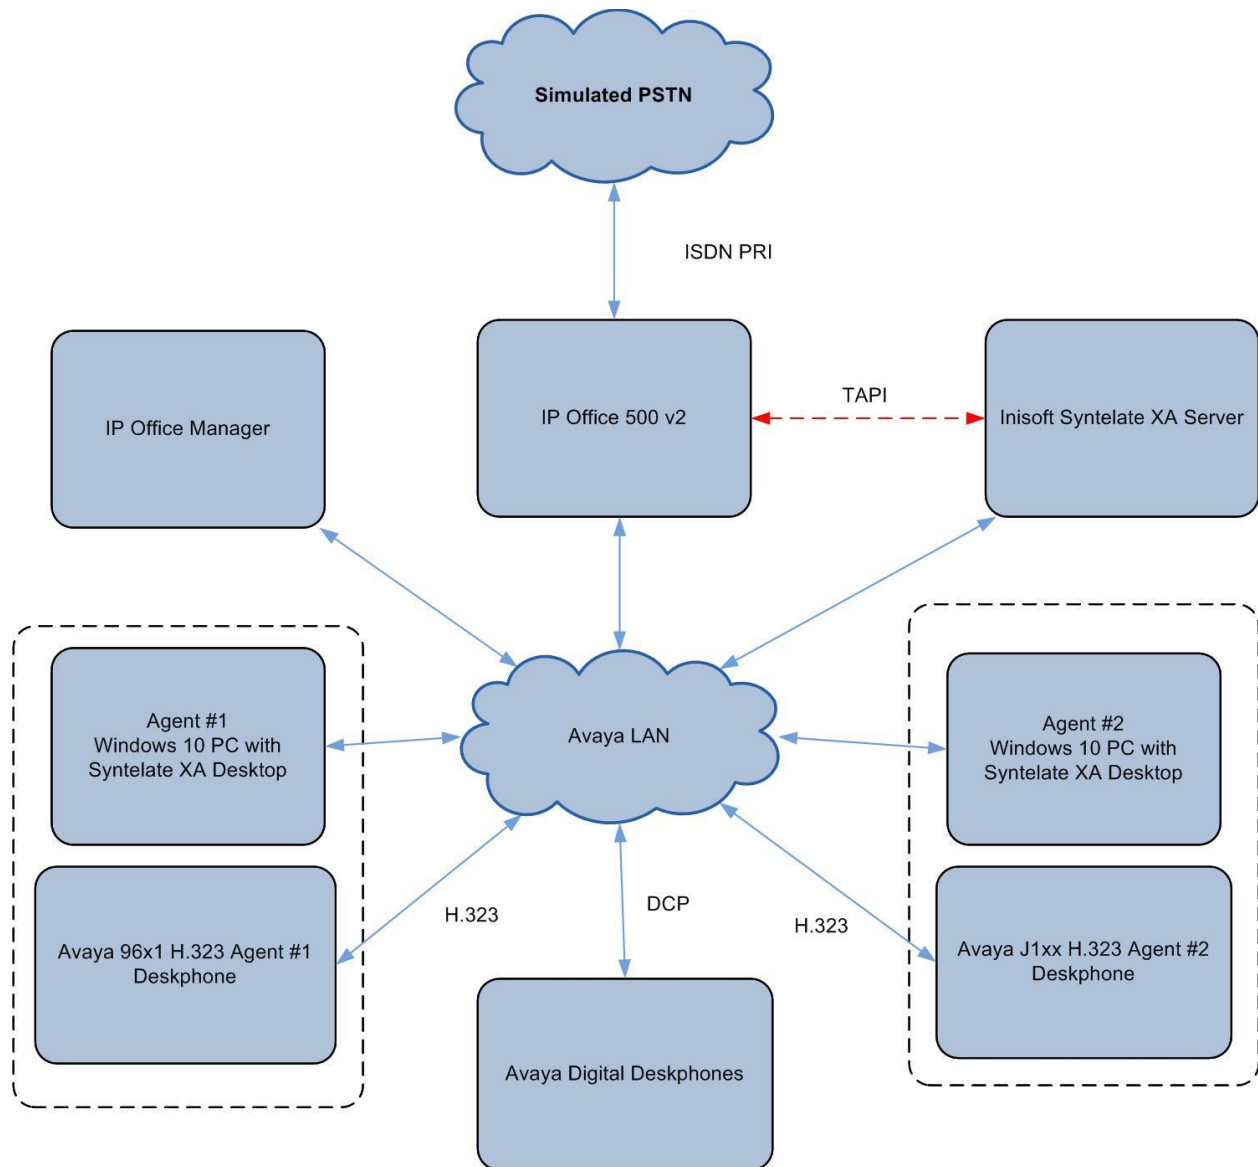 Simulated PSTN
ISDN PRI
IP Office Manager
IP Office 500 v2
TAPI
Inisoft Syntelate XA Server
Agent #1
Windows 10 PC with
Syntelate XA Desktop
Avaya LAN
Agent #2
Windows 10 PC with
Syntelate XA Desktop
H.323
DCP
H.323
Avaya 96x1 H.323 Agent #1
Deskphone
Avaya J1xx H.323 Agent #2
Deskphone
Avaya Digital Deskphones